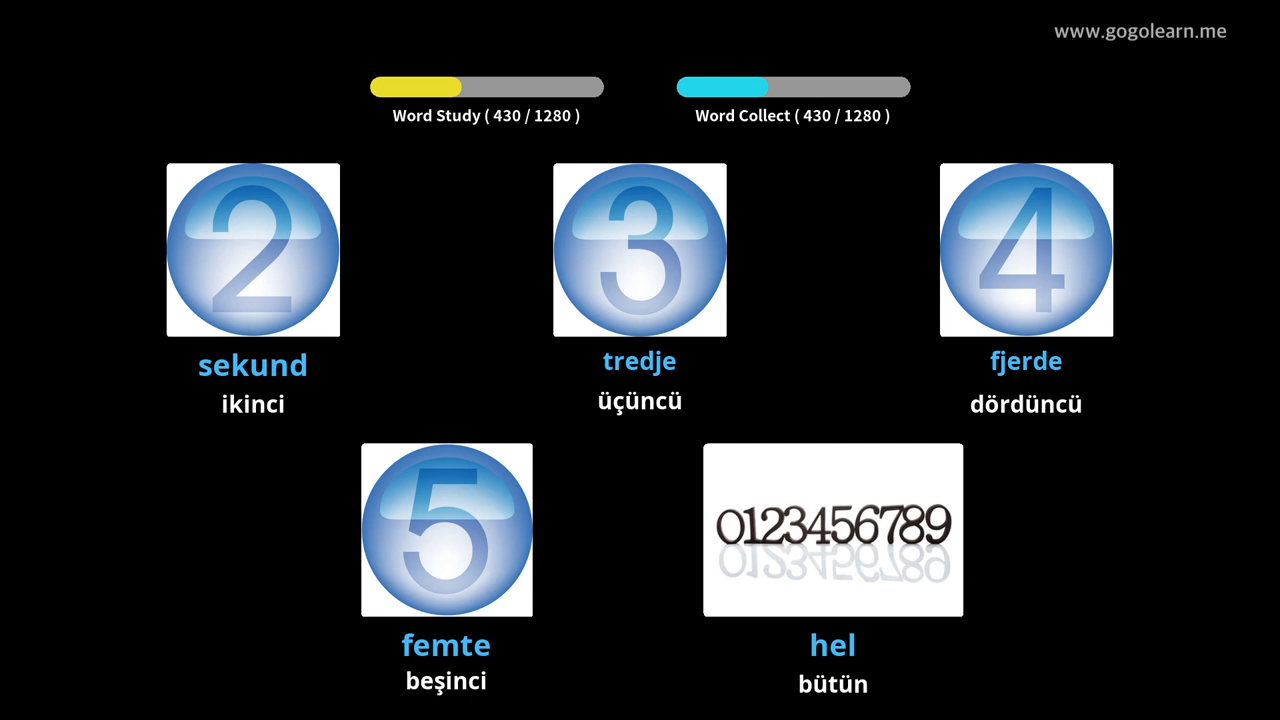 www.gogolearn.me
Word Study ( 430 / 1280 )
Word Collect ( 430 / 1280 )
2
3
4
sekund
tredje
fjerde
ikinci
üçüncü
dördüncü
5
0123456789
femte
hel
beşinci
bütün